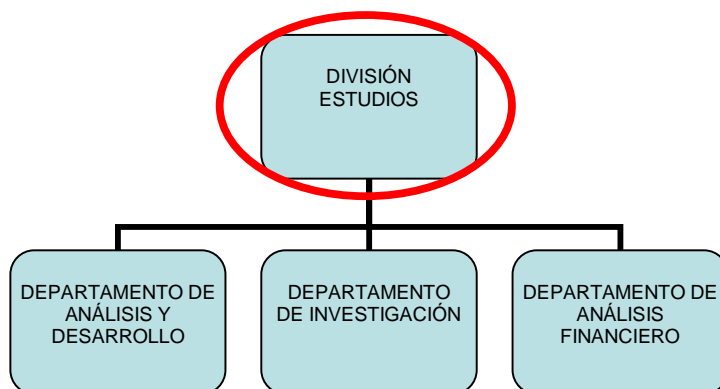 DIVISIÓN
ESTUDIOS
DEPARTAMENTO DE
ANÁLISIS Y
DESARROLLO
DEPARTAMENTO
DE INVESTIGACIÓN
DEPARTAMENTO DE
ANÁLISIS
FINANCIERO